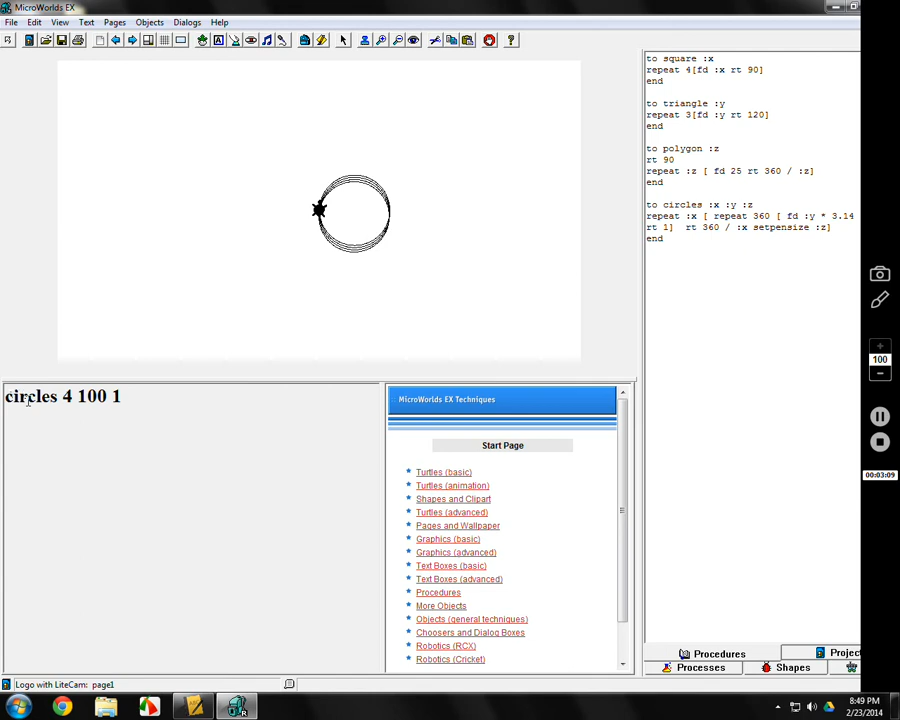 MicroWorlds EX
File Edit View Text Pages Objects Dialogs Help
to square :x
repeat 4[fd :x rt 90]
end
to triangle :y
repeat 3[fd :y rt 120]
end
to polygon :z
rt 90
repeat :z [ fd 25 rt 360 / :z]
end
to circles :x :y :z
repeat :x [ repeat 360 [ fd :y * 3.14
rt 1]  rt 360 / :x setpensize :z]
end
100
00:03:09
circles 4 100 1
MicroWorlds EX Techniques
Start Page
Turtles (basic)
Turtles (animation)
Shapes and Clipart
Turtles (advanced)
Pages and Wallpaper
Graphics (basic)
Graphics (advanced)
Text Boxes (basic)
Text Boxes (advanced)
Procedures
More Objects
Objects (general techniques)
Choosers and Dialog Boxes
Robotics (RCX)
Robotics (Cricket)
Procedures Project
Processes Shapes
Logo with LiteCam: page1
8:49 PM
2/23/2014